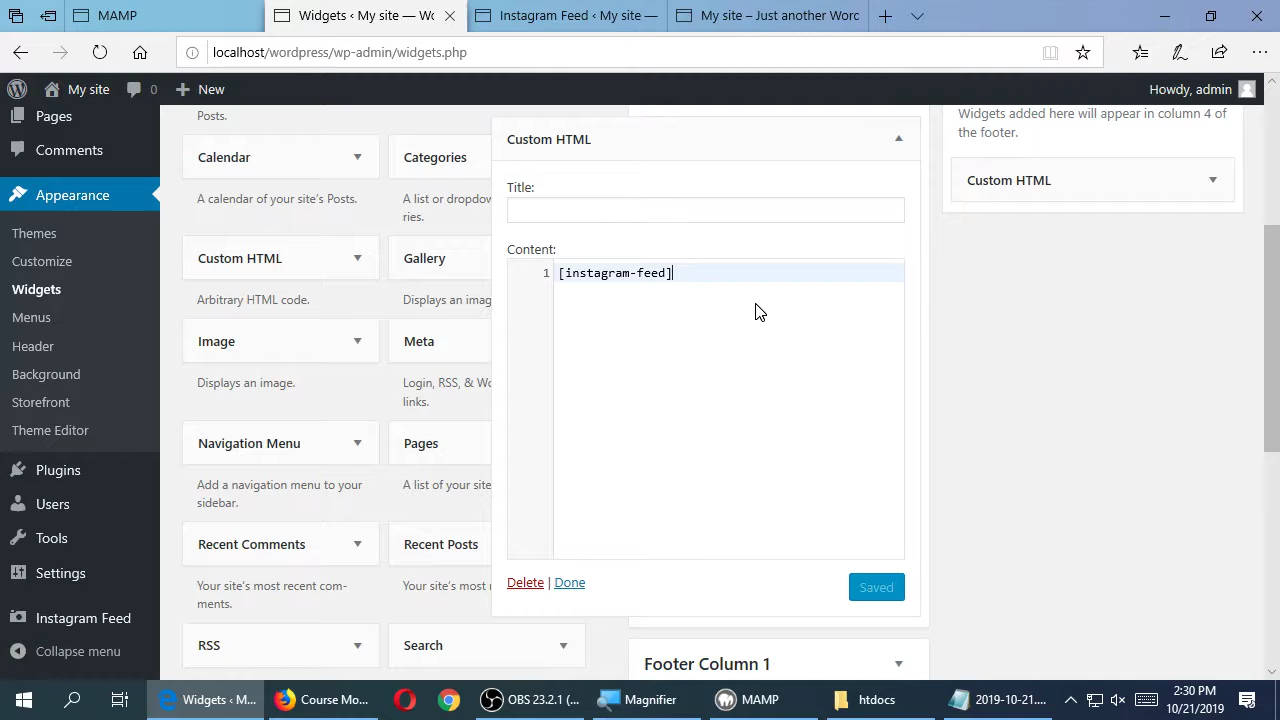 MAMP
Widgets ‹ My site — Wo
Instagram Feed ‹ My site —
My site – Just another Word
localhost/wordpress/wp-admin/widgets.php
My site
0
New
Howdy, admin
Pages
Comments
Appearance
Themes
Customize
Widgets
Menus
Header
Background
Storefront
Theme Editor
Plugins
Users
Tools
Settings
Instagram Feed
Collapse menu
Posts.
Calendar
A calendar of your site's Posts.
Categories
A list or dropdow
ries.
Custom HTML
Arbitrary HTML code.
Gallery
Displays an imag
Image
Displays an image.
Meta
Login, RSS, & Wo
links.
Navigation Menu
Add a navigation menu to your
sidebar.
Pages
A list of your site
Recent Comments
Your site's most recent com-
ments.
Recent Posts
Your site's most r
RSS
Search
Custom HTML
Title:
Content:
1 [instagram-feed]
Delete | Done
Saved
Footer Column 1
Widgets added here will appear in column 4 of
the footer.
Custom HTML
Widgets ‹ M...
Course Mo...
OBS 23.2.1 (...
Magnifier
MAMP
htdocs
2019-10-21....
2:30 PM
10/21/2019